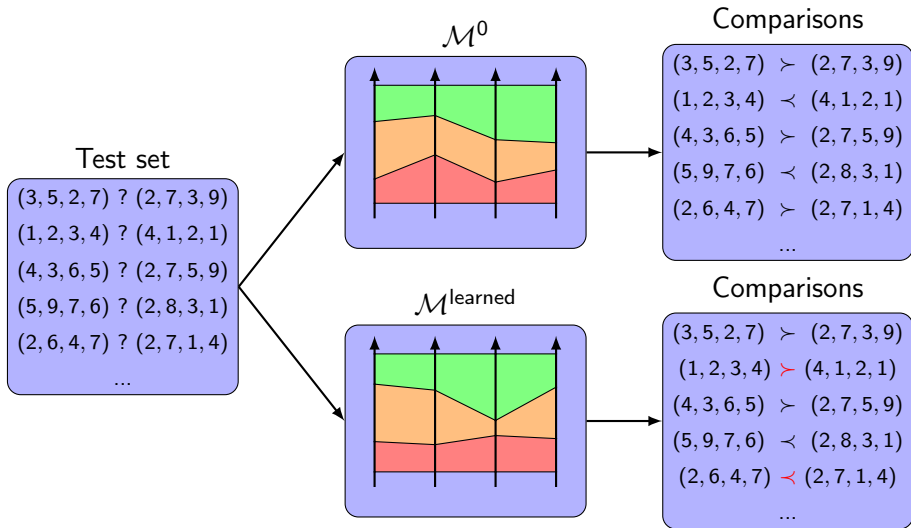 Test set
(3, 5, 2, 7) ? (2, 7, 3, 9)
(1, 2, 3, 4) ? (4, 1, 2, 1)
(4, 3, 6, 5) ? (2, 7, 5, 9)
(5, 9, 7, 6) ? (2, 8, 3, 1)
(2, 6, 4, 7) ? (2, 7, 1, 4)
...
ℳ⁰
Comparisons
(3, 5, 2, 7) ≻ (2, 7, 3, 9)
(1, 2, 3, 4) ≺ (4, 1, 2, 1)
(4, 3, 6, 5) ≻ (2, 7, 5, 9)
(5, 9, 7, 6) ≺ (2, 8, 3, 1)
(2, 6, 4, 7) ≻ (2, 7, 1, 4)
...
ℳ^learned
Comparisons
(3, 5, 2, 7) ≻ (2, 7, 3, 9)
(1, 2, 3, 4) ≻ (4, 1, 2, 1)
(4, 3, 6, 5) ≻ (2, 7, 5, 9)
(5, 9, 7, 6) ≺ (2, 8, 3, 1)
(2, 6, 4, 7) ≺ (2, 7, 1, 4)
...